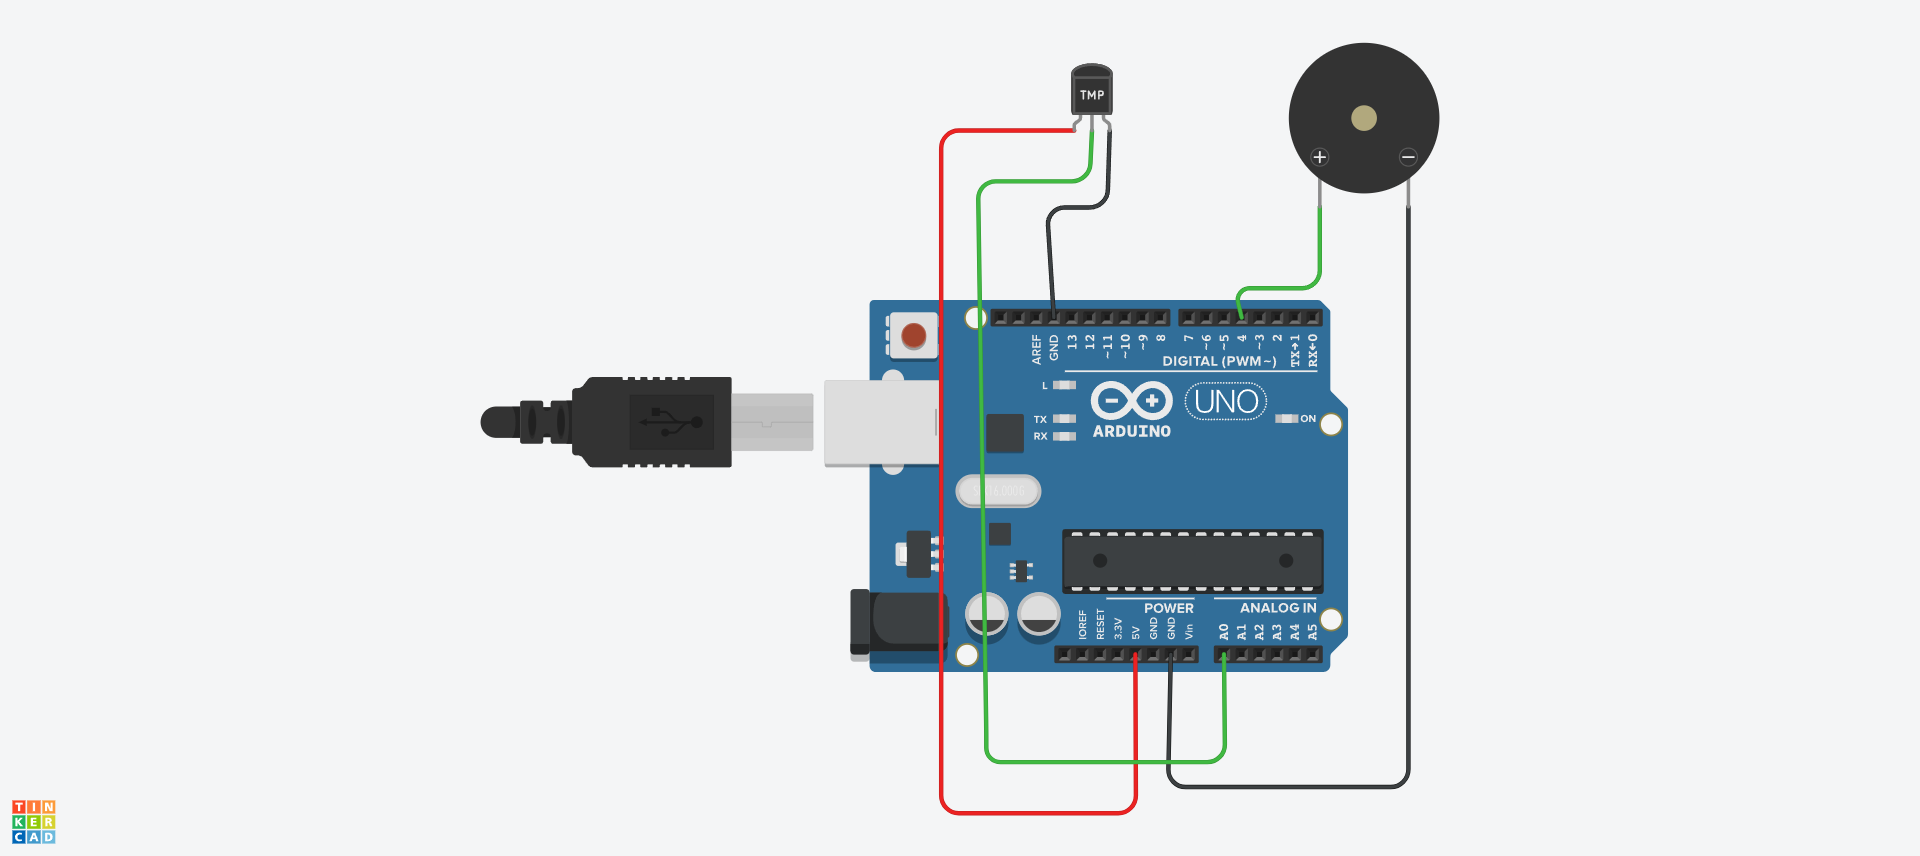 TMP
+
−
AREF
GND
13
12
~11
~10
~9
8
7
~6
~5
4
~3
2
TX→1
RX←0
DIGITAL (PWM~)
L
TX
RX
ARDUINO
UNO
ON
POWER
ANALOG IN
IOREF
RESET
3.3V
5V
GND
GND
Vin
A0
A1
A2
A3
A4
A5
TIN
KER
CAD